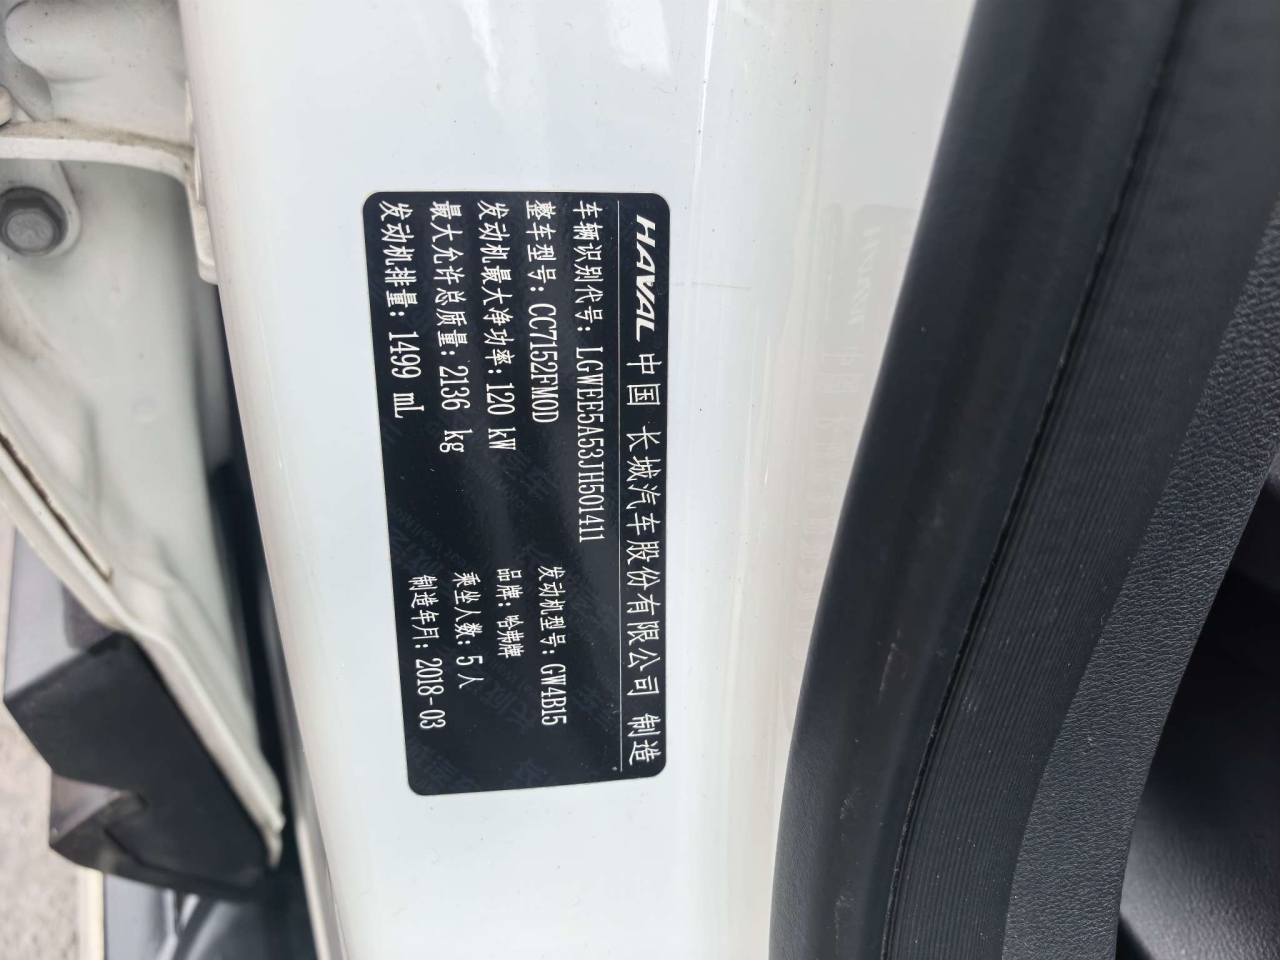 HAVAL 中国 长城汽车股份有限公司 制造
车辆识别代号: LGWEE5A53JH501411
整车型号: CC7152FM0D 发动机型号: GW4B15
发动机最大净功率: 120 kW 品牌: 哈弗牌
最大允许总质量: 2136 kg 乘坐人数: 5人
发动机排量: 1499 mL 制造年月: 2018-03